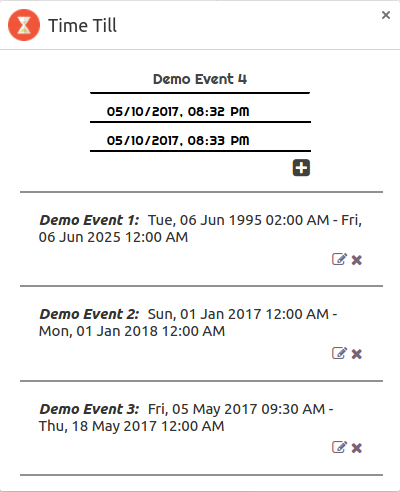 Time Till
Demo Event 4
05/10/2017, 08:32 PM
05/10/2017, 08:33 PM
Demo Event 1: Tue, 06 Jun 1995 02:00 AM - Fri,
06 Jun 2025 12:00 AM
Demo Event 2: Sun, 01 Jan 2017 12:00 AM -
Mon, 01 Jan 2018 12:00 AM
Demo Event 3: Fri, 05 May 2017 09:30 AM -
Thu, 18 May 2017 12:00 AM